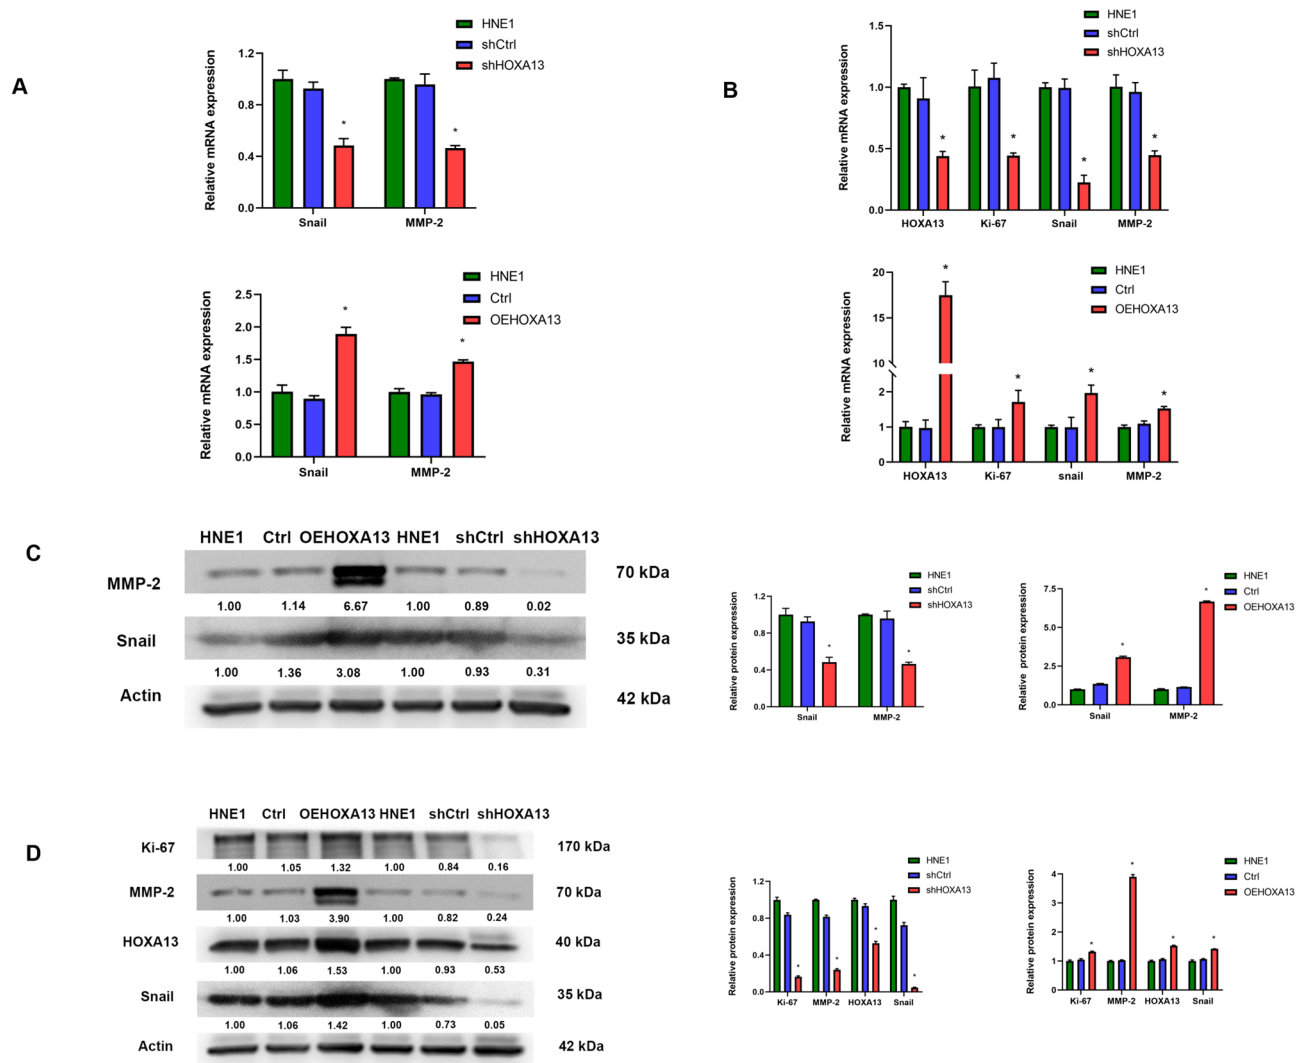 A
HNE1
shCtrl
shHOXA13
Relative mRNA expression
1.2
0.8
0.4
0.0
Snail MMP-2
* *
HNE1
Ctrl
OEHOXA13
Relative mRNA expression
2.5
2.0
1.5
1.0
0.5
0.0
Snail MMP-2
* *
B
HNE1
shCtrl
shHOXA13
Relative mRNA expression
1.5
1.0
0.5
0.0
HOXA13 Ki-67 Snail MMP-2
* * * *
HNE1
Ctrl
OEHOXA13
Relative mRNA expression
20
15
10
2
1
0
HOXA13 Ki-67 snail MMP-2
* * * *
C
HNE1 Ctrl OEHOXA13 HNE1 shCtrl shHOXA13
MMP-2 70 kDa
1.00 1.14 6.67 1.00 0.89 0.02
Snail 35 kDa
1.00 1.36 3.08 1.00 0.93 0.31
Actin 42 kDa
HNE1
shCtrl
shHOXA13
Relative protein expression
1.2
0.8
0.4
0.0
Snail MMP-2
* *
HNE1
Ctrl
OEHOXA13
Relative protein expression
7.5
5.0
2.5
0.0
Snail MMP-2
* *
D
HNE1 Ctrl OEHOXA13 HNE1 shCtrl shHOXA13
Ki-67 170 kDa
1.00 1.05 1.32 1.00 0.84 0.16
MMP-2 70 kDa
1.00 1.03 3.90 1.00 0.82 0.24
HOXA13 40 kDa
1.00 1.06 1.53 1.00 0.93 0.53
Snail 35 kDa
1.00 1.06 1.42 1.00 0.73 0.05
Actin 42 kDa
HNE1
shCtrl
shHOXA13
Relative protein expression
1.2
0.8
0.4
0.0
Ki-67 MMP-2 HOXA13 Snail
* * * *
HNE1
Ctrl
OEHOXA13
Relative protein expression
4
3
2
1
0
Ki-67 MMP-2 HOXA13 Snail
* * * *